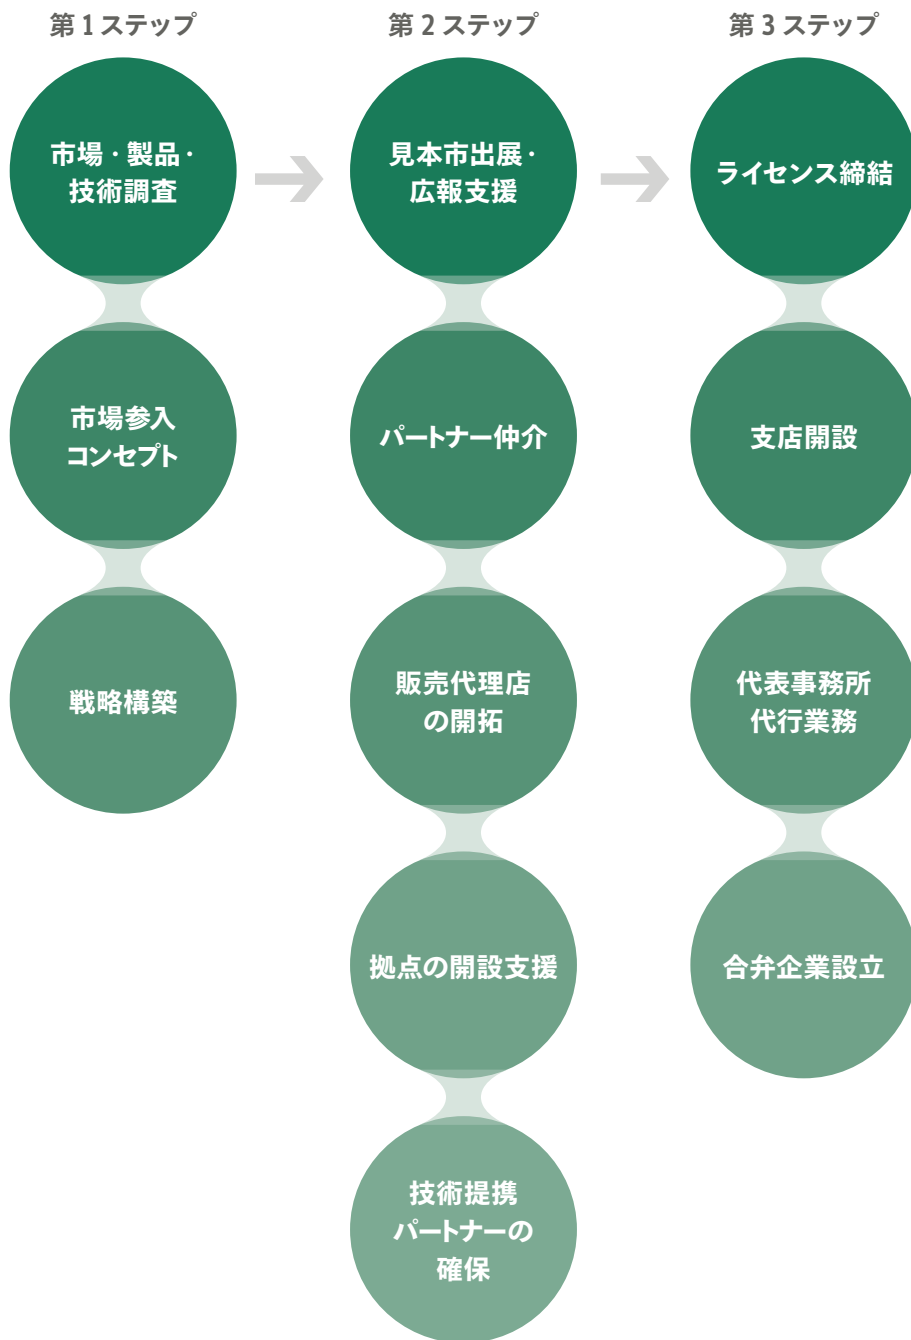 第1ステップ
市場・製品・
技術調査
市場参入
コンセプト
戦略構築
第2ステップ
見本市出展・
広報支援
パートナー仲介
販売代理店
の開拓
拠点の開設支援
技術提携
パートナーの
確保
第3ステップ
ライセンス締結
支店開設
代表事務所
代行業務
合弁企業設立